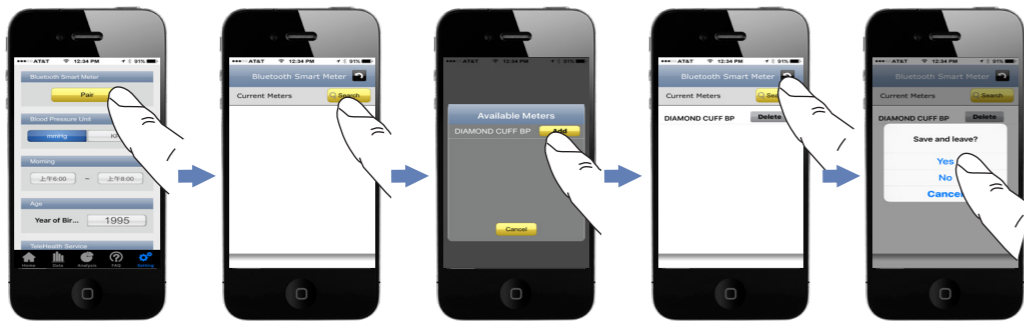 ●●●○○ AT&T 12:34 PM 91%
Bluetooth Smart Meter
Pair
Blood Pressure Unit
mmHg
Morning
上午6:00 ~ 上午8:00
Age
Year of Bir... 1995
TeleHealth Service
Home Data Analysis FAQ Setting
●●●○○ AT&T 12:34 PM 91%
Bluetooth Smart Meter
Current Meters Search
●●●○○ AT&T 12:34 PM 91%
Available Meters
DIAMOND CUFF BP Add
Cancel
●●●○○ AT&T 12:34 PM 91%
Bluetooth Smart Meter
Current Meters
DIAMOND CUFF BP Delete
●●●○○ AT&T 12:34 PM 91%
Bluetooth Smart Meter
Current Meters Search
DIAMOND CUFF BP Delete
Save and leave?
Yes
No
Cancel